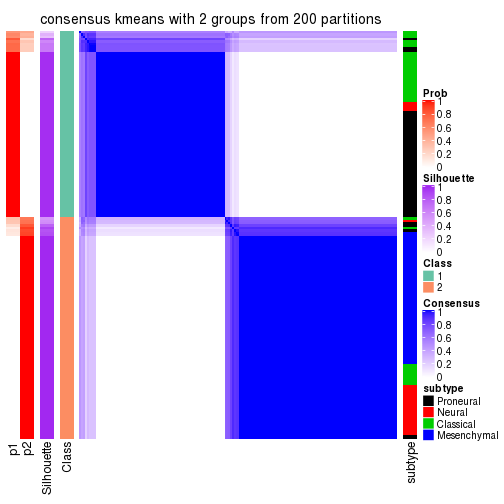 consensus kmeans with 2 groups from 200 partitions
Prob
1
0.8
0.6
0.4
0.2
0
Silhouette
1
0.8
0.6
0.4
0.2
0
Class
1
2
Consensus
1
0.8
0.6
0.4
0.2
0
subtype
Proneural
Neural
Classical
Mesenchymal
p1
p2
Silhouette
Class
subtype